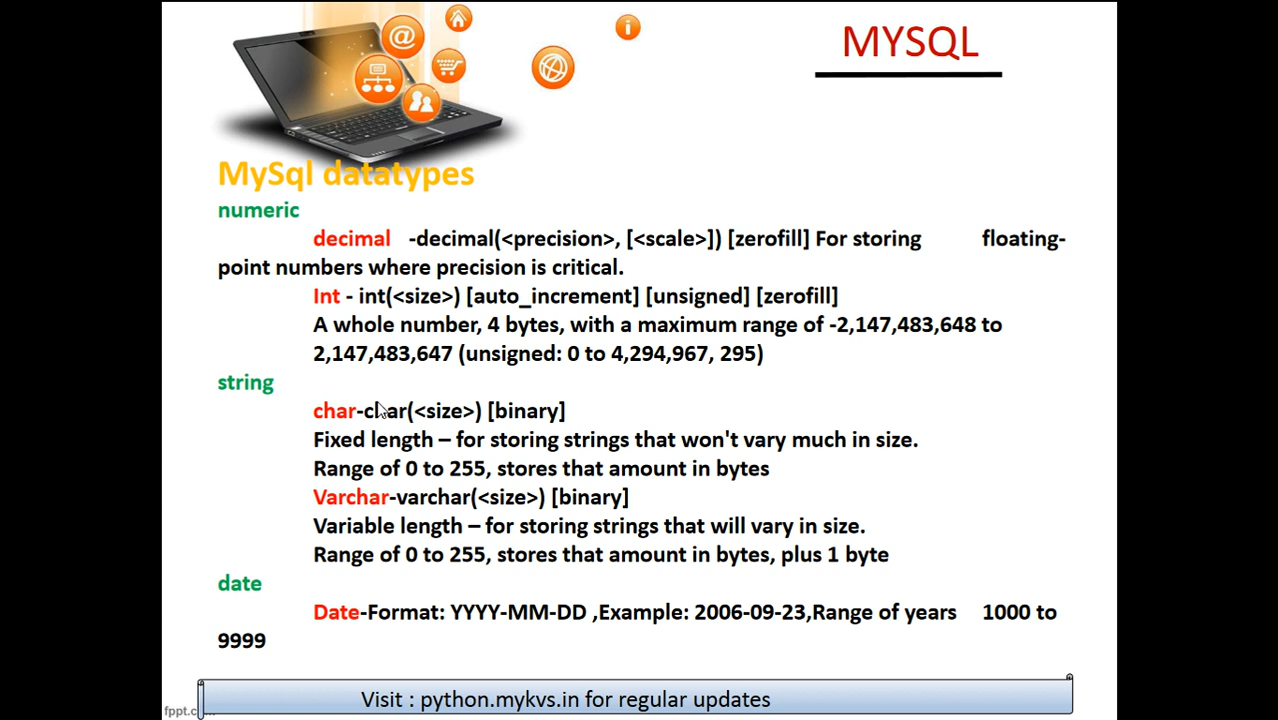 MYSQL
MySql datatypes
numeric
decimal -decimal(<precision>, [<scale>]) [zerofill] For storing floating-
point numbers where precision is critical.
Int - int(<size>) [auto_increment] [unsigned] [zerofill]
A whole number, 4 bytes, with a maximum range of -2,147,483,648 to
2,147,483,647 (unsigned: 0 to 4,294,967, 295)
string
char-char(<size>) [binary]
Fixed length – for storing strings that won't vary much in size.
Range of 0 to 255, stores that amount in bytes
Varchar-varchar(<size>) [binary]
Variable length – for storing strings that will vary in size.
Range of 0 to 255, stores that amount in bytes, plus 1 byte
date
Date-Format: YYYY-MM-DD ,Example: 2006-09-23,Range of years 1000 to
9999
Visit : python.mykvs.in for regular updates